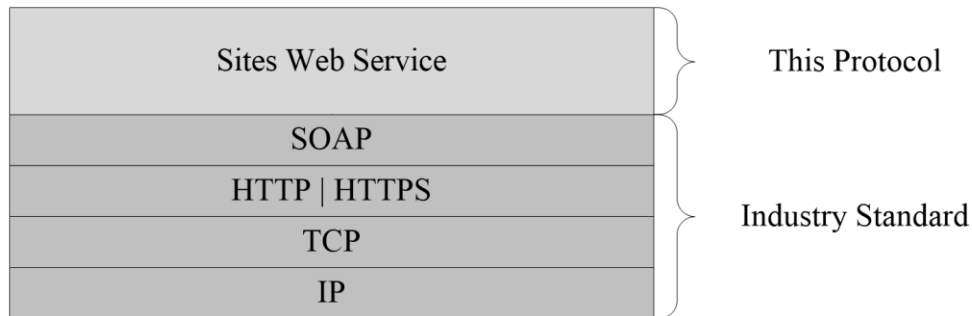 Sites Web Service
This Protocol
SOAP
HTTP | HTTPS
TCP
IP
Industry Standard